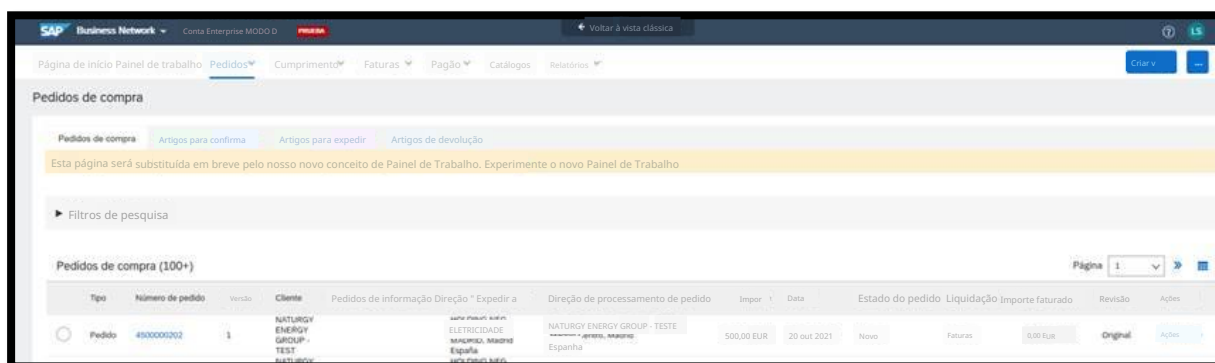 SAP Business Network Conta Enterprise MODO D PRUEBA Voltar à vista clássica LS
Página de início Painel de trabalho Pedidos Cumprimento Faturas Pagão Catálogos Relatórios Criar v ...
Pedidos de compra
Pedidos de compra Artigos para confirma Artigos para expedir Artigos de devolução
Esta página será substituída em breve pelo nosso novo conceito de Painel de Trabalho. Experimente o novo Painel de Trabalho
Filtros de pesquisa
Pedidos de compra (100+) Página 1
Tipo Número de pedido Versão Cliente Pedidos de informação Direção " Expedir a Direção de processamento de pedido Impor Data Estado do pedido Liquidação Importe faturado Revisão Ações
Pedido 4500000202 1 NATURGY ENERGY GROUP - TEST ELETRICIDADE MADRID, Madrid España NATURGY ENERGY GROUP - TESTE Madrid Espanha 500,00 EUR 20 out 2021 Novo Faturas 0.00 EUR Original Ações
NATURGY